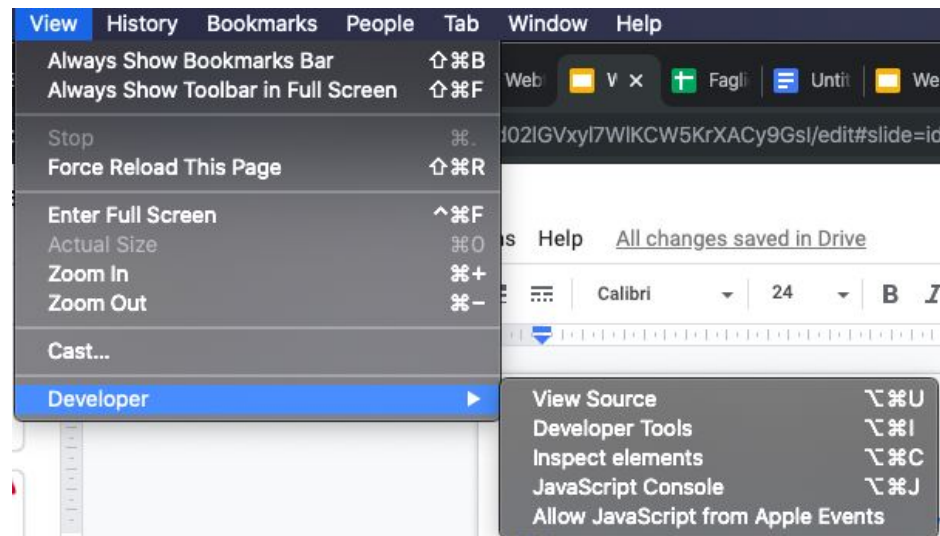 View History Bookmarks People Tab Window Help
Always Show Bookmarks Bar ⇧⌘B
Always Show Toolbar in Full Screen ⇧⌘F
Stop ⌘.
Force Reload This Page ⇧⌘R
Enter Full Screen ^⌘F
Actual Size ⌘0
Zoom In ⌘+
Zoom Out ⌘−
Cast...
Developer ▶
View Source ⌥⌘U
Developer Tools ⌥⌘I
Inspect elements ⌥⌘C
JavaScript Console ⌥⌘J
Allow JavaScript from Apple Events
Web V × Fagli Untit We
/edit#slide=id
Help All changes saved in Drive
Calibri 24 B I